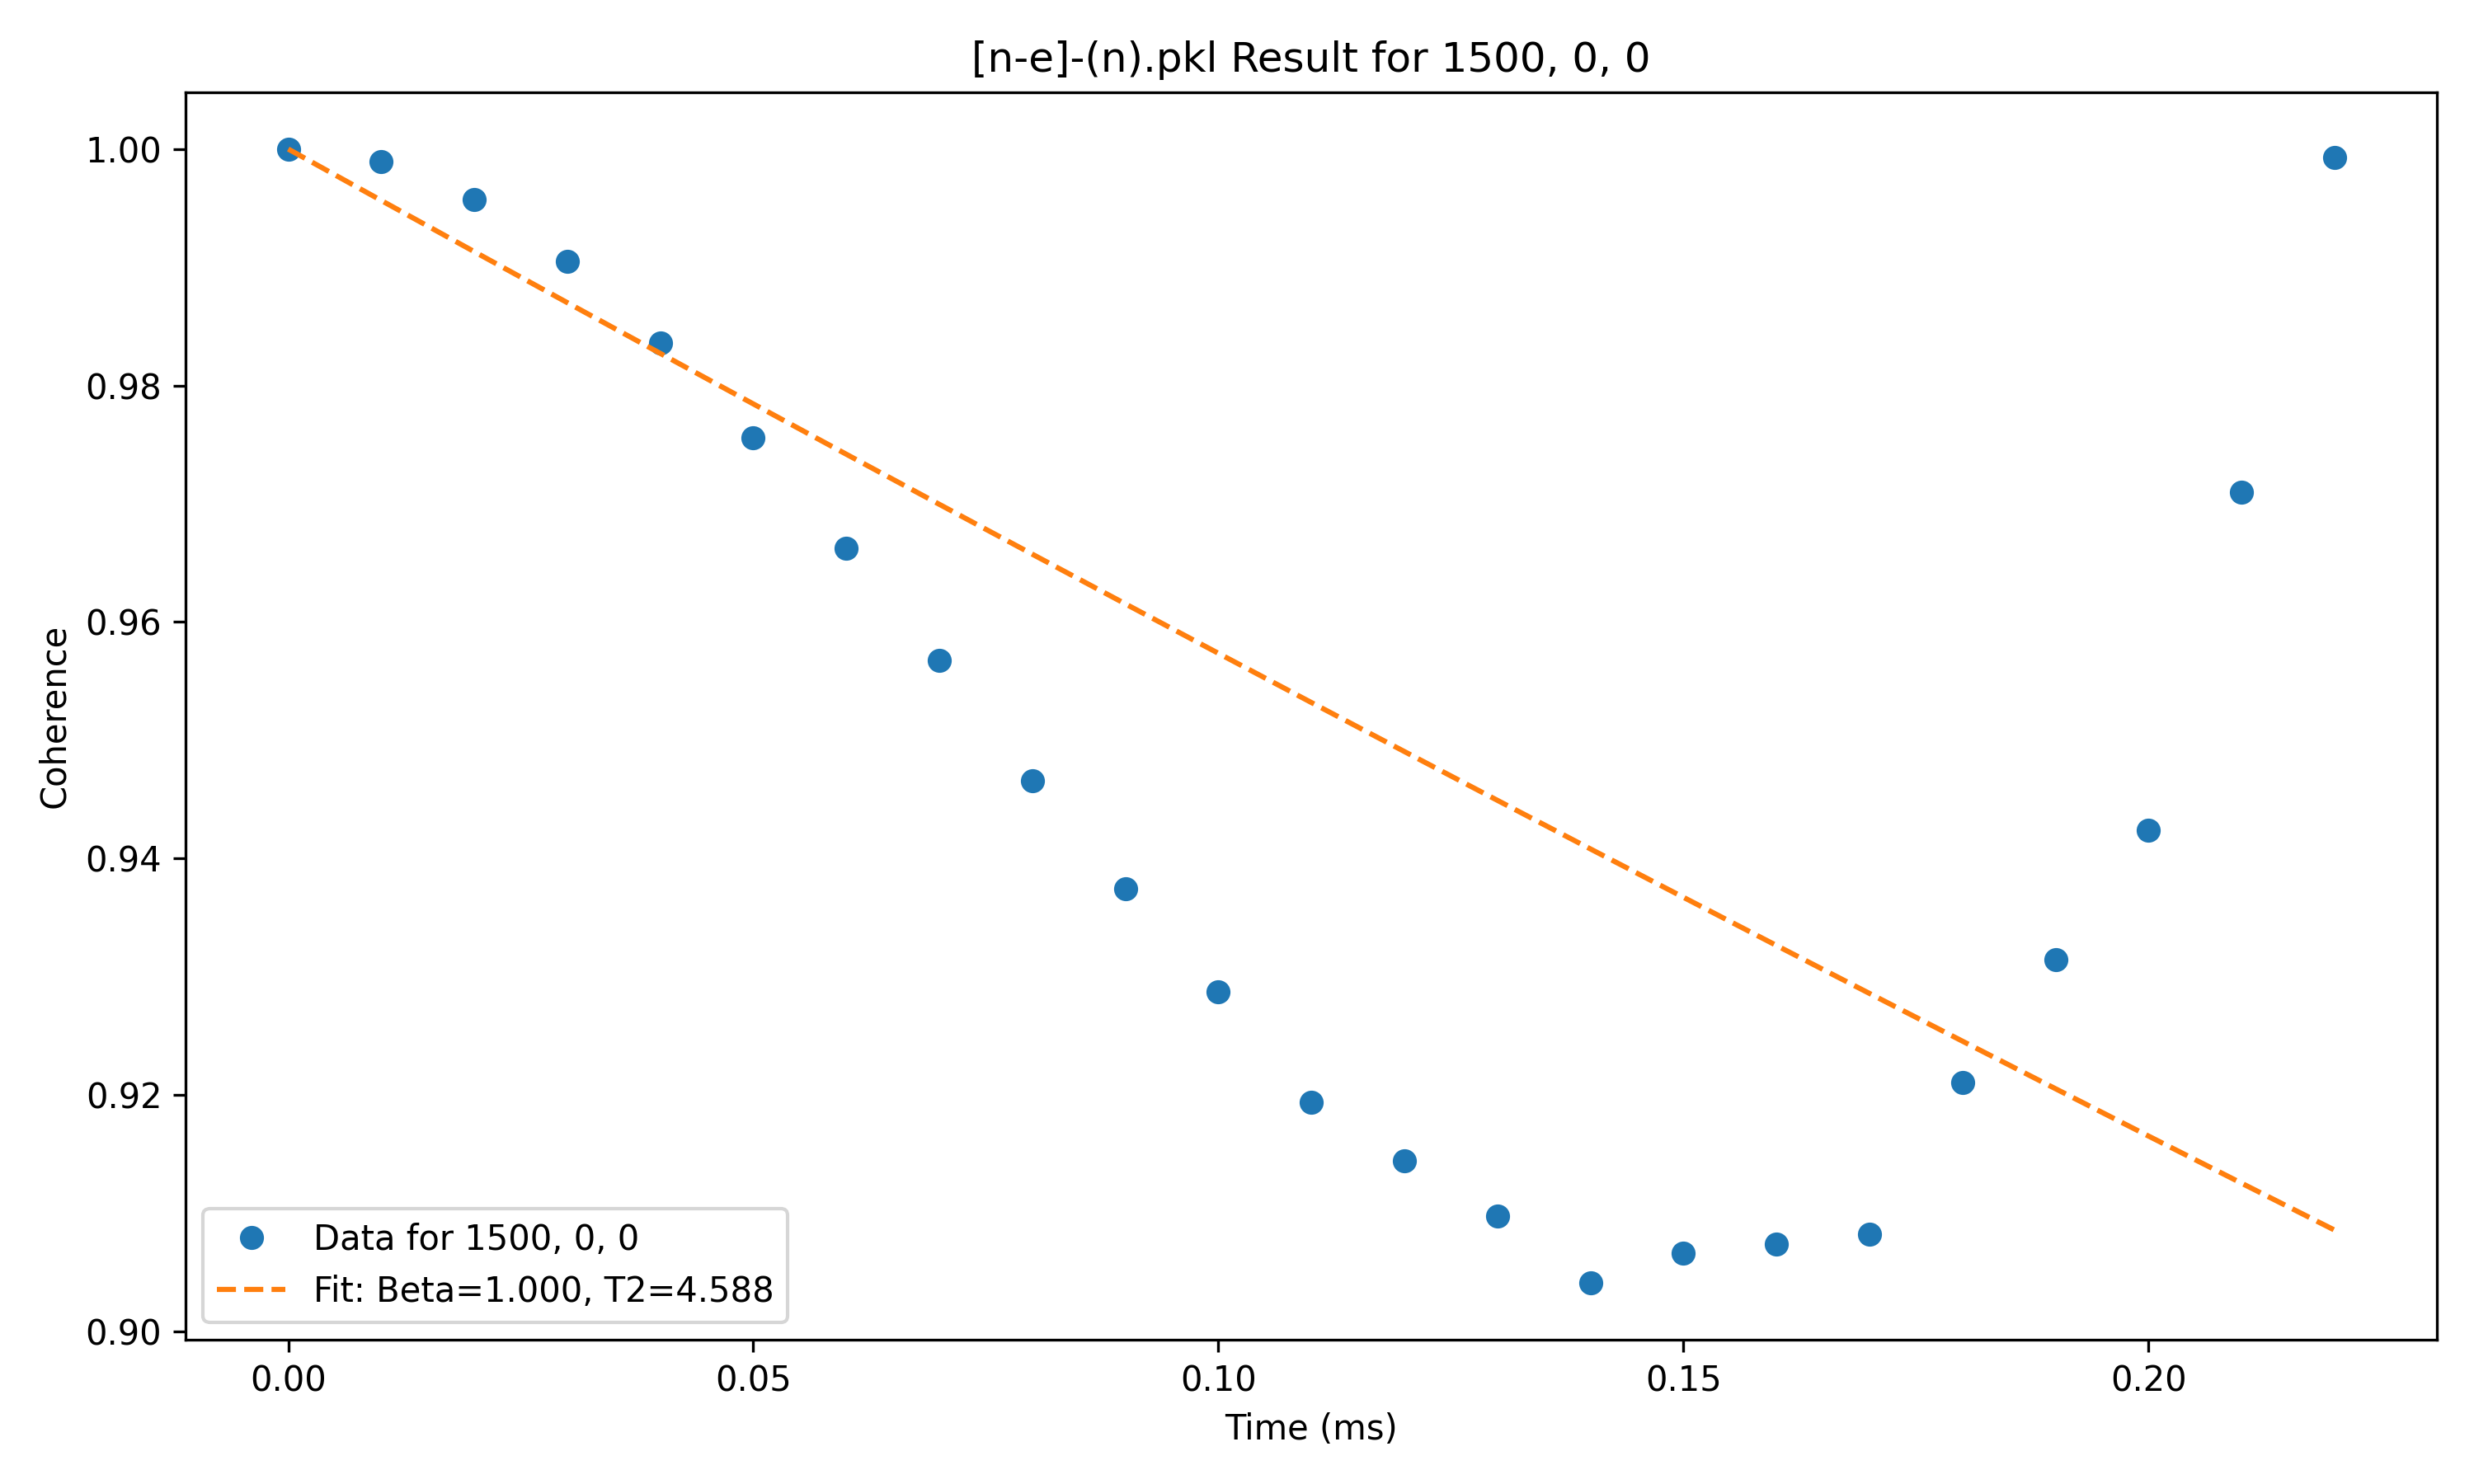 [n-e]-(n).pkl Result for 1500, 0, 0
Coherence
1.00
0.98
0.96
0.94
0.92
0.90
Data for 1500, 0, 0
Fit: Beta=1.000, T2=4.588
0.00
0.05
0.10
0.15
0.20
Time (ms)